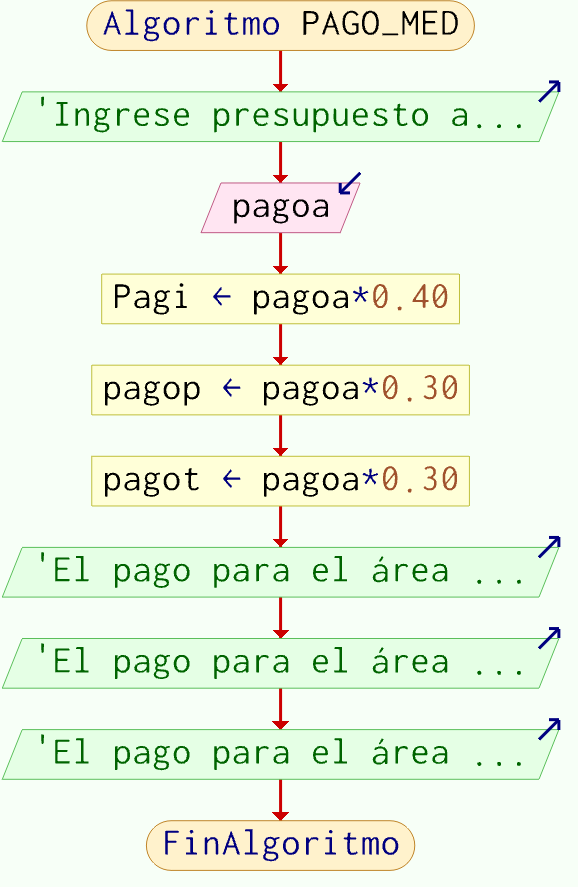 Algoritmo PAGO_MED
'Ingrese presupuesto a...
pagoa
Pagi ← pagoa*0.40
pagop ← pagoa*0.30
pagot ← pagoa*0.30
'El pago para el área ...
'El pago para el área ...
'El pago para el área ...
FinAlgoritmo